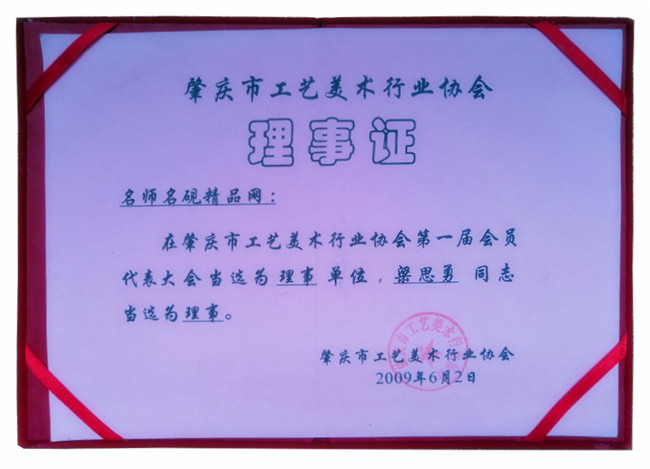 肇庆市工艺美术行业协会
理事证
名师名砚精品网：
在肇庆市工艺美术行业协会第一届会员
代表大会当选为理事单位，梁思勇 同志
当选为理事。
肇庆市工艺美术行业协会
2009年6月2日